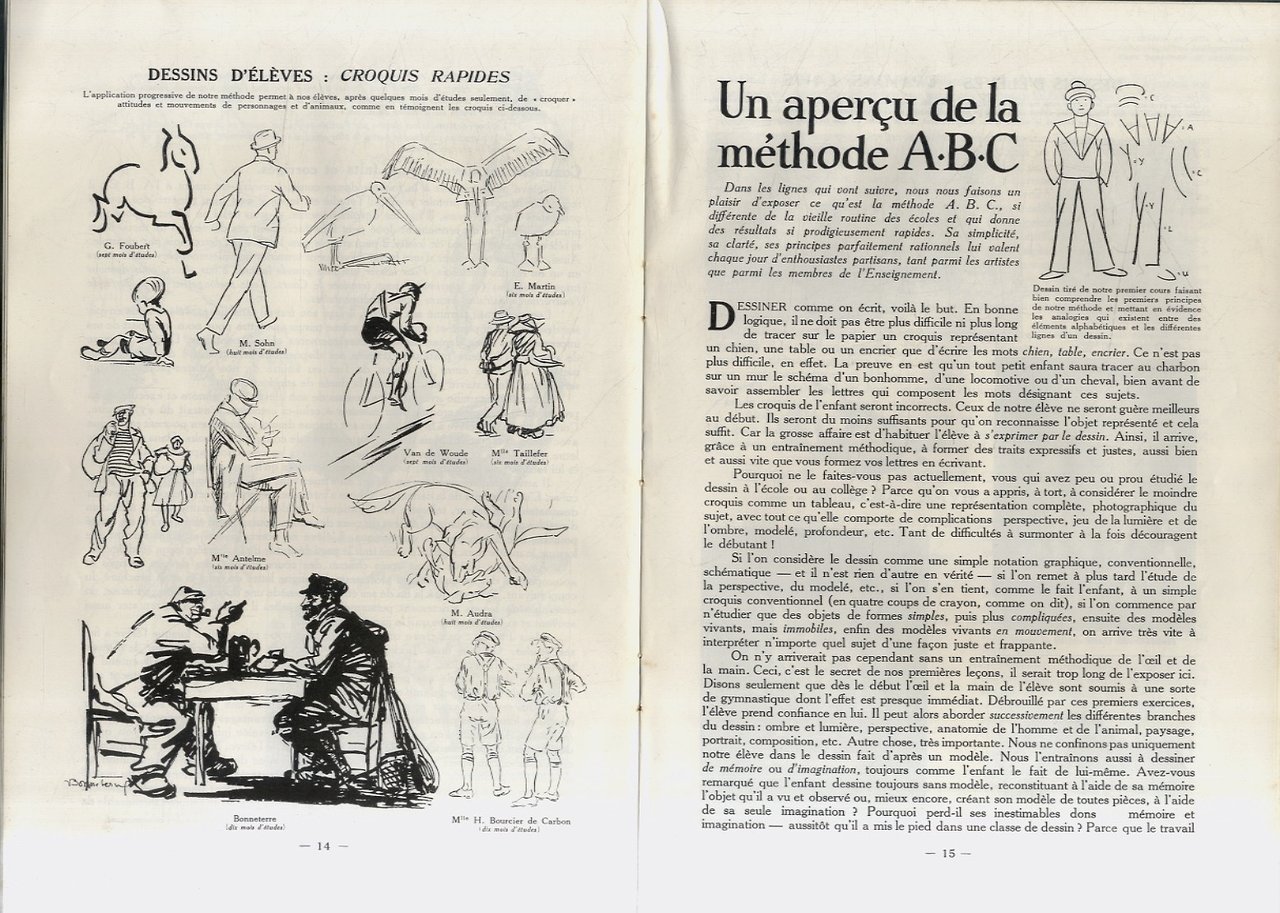 DESSINS D'ÉLÈVES : CROQUIS RAPIDES
L'application progressive de notre méthode permet à nos élèves, après quelques mois d'études seulement, de « croquer »
attitudes et mouvements de personnages et d'animaux, comme en témoignent les croquis ci-dessous.
G. Foubert
(sept mois d'études)
M. Sohn
(huit mois d'études)
E. Martin
(six mois d'études)
Van de Woude
(sept mois d'études)
Mlle Taillefer
(six mois d'études)
Mlle Antelme
(six mois d'études)
M. Audra
(huit mois d'études)
Bonneterre
(dix mois d'études)
Mlle H. Bourcier de Carbon
(dix mois d'études)
— 14 —
Un aperçu de la
méthode A·B·C
Dans les lignes qui vont suivre, nous nous faisons un
plaisir d'exposer ce qu'est la méthode A. B. C., si
différente de la vieille routine des écoles et qui donne
des résultats si prodigieusement rapides. Sa simplicité,
sa clarté, ses principes parfaitement rationnels lui valent
chaque jour d'enthousiastes partisans, tant parmi les artistes
que parmi les membres de l'Enseignement.
C
A
Y
C
Y
L
U
Dessin tiré de notre premier cours faisant
bien comprendre les premiers principes
de notre méthode et mettant en évidence
les analogies qui existent entre des
éléments alphabétiques et les différentes
lignes d'un dessin.
DESSINER comme on écrit, voilà le but. En bonne
logique, il ne doit pas être plus difficile ni plus long
de tracer sur le papier un croquis représentant
un chien, une table ou un encrier que d'écrire les mots chien, table, encrier. Ce n'est pas
plus difficile, en effet. La preuve en est qu'un tout petit enfant saura tracer au charbon
sur un mur le schéma d'un bonhomme, d'une locomotive ou d'un cheval, bien avant de
savoir assembler les lettres qui composent les mots désignant ces sujets.
Les croquis de l'enfant seront incorrects. Ceux de notre élève ne seront guère meilleurs
au début. Ils seront du moins suffisants pour qu'on reconnaisse l'objet représenté et cela
suffit. Car la grosse affaire est d'habituer l'élève à s'exprimer par le dessin. Ainsi, il arrive,
grâce à un entraînement méthodique, à former des traits expressifs et justes, aussi bien
et aussi vite que vous formez vos lettres en écrivant.
Pourquoi ne le faites-vous pas actuellement, vous qui avez peu ou prou étudié le
dessin à l'école ou au collège ? Parce qu'on vous a appris, à tort, à considérer le moindre
croquis comme un tableau, c'est-à-dire une représentation complète, photographique du
sujet, avec tout ce qu'elle comporte de complications perspective, jeu de la lumière et de
l'ombre, modelé, profondeur, etc. Tant de difficultés à surmonter à la fois découragent
le débutant !
Si l'on considère le dessin comme une simple notation graphique, conventionnelle,
schématique — et il n'est rien d'autre en vérité — si l'on remet à plus tard l'étude de
la perspective, du modelé, etc., si l'on s'en tient, comme le fait l'enfant, à un simple
croquis conventionnel (en quatre coups de crayon, comme on dit), si l'on commence par
n'étudier que des objets de formes simples, puis plus compliquées, ensuite des modèles
vivants, mais immobiles, enfin des modèles vivants en mouvement, on arrive très vite à
interpréter n'importe quel sujet d'une façon juste et frappante.
On n'y arriverait pas cependant sans un entraînement méthodique de l'œil et de
la main. Ceci, c'est le secret de nos premières leçons, il serait trop long de l'exposer ici.
Disons seulement que dès le début l'œil et la main de l'élève sont soumis à une sorte
de gymnastique dont l'effet est presque immédiat. Débrouillé par ces premiers exercices,
l'élève prend confiance en lui. Il peut alors aborder successivement les différentes branches
du dessin : ombre et lumière, perspective, anatomie de l'homme et de l'animal, paysage,
portrait, composition, etc. Autre chose, très importante. Nous ne confinons pas uniquement
notre élève dans le dessin fait d'après un modèle. Nous l'entraînons aussi à dessiner
de mémoire ou d'imagination, toujours comme l'enfant le fait de lui-même. Avez-vous
remarqué que l'enfant dessine toujours sans modèle, reconstituant à l'aide de sa mémoire
l'objet qu'il a vu et observé ou, mieux encore, créant son modèle de toutes pièces, à l'aide
de sa seule imagination ? Pourquoi perd-il ses inestimables dons mémoire et
imagination — aussitôt qu'il a mis le pied dans une classe de dessin ? Parce que le travail
— 15 —